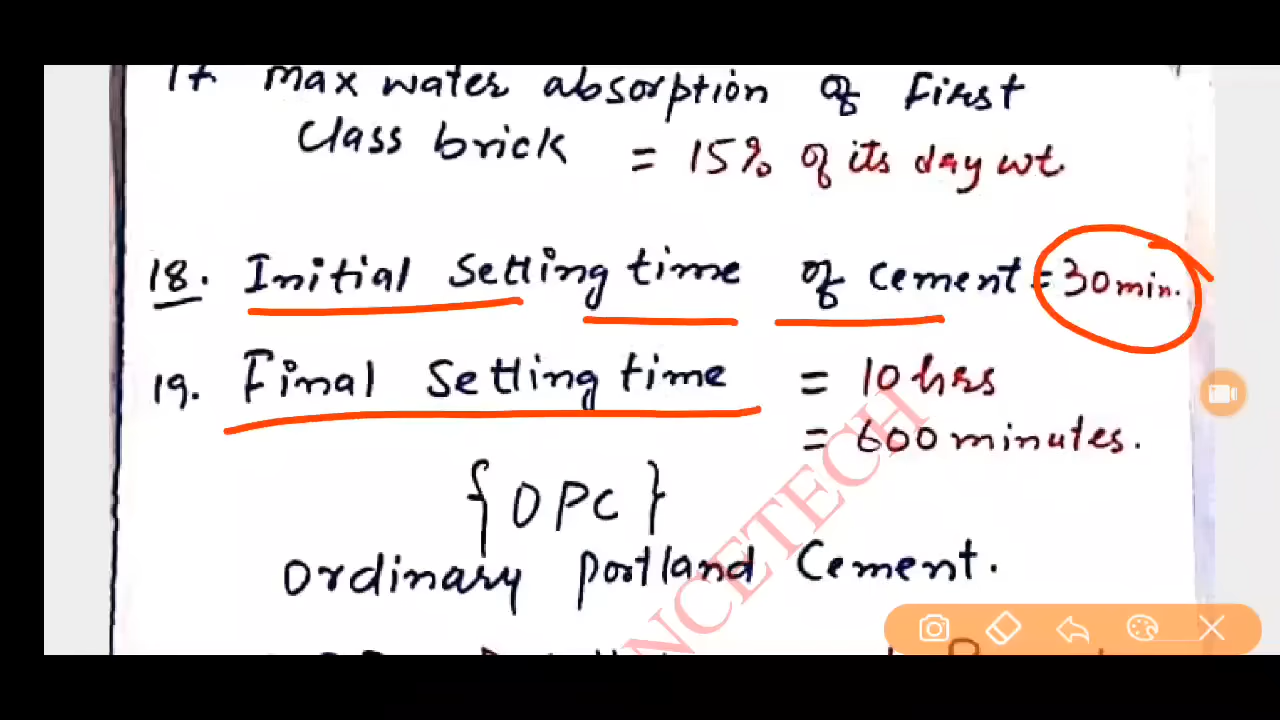 17 Max water absorption of First
Class brick = 15% of its dry wt.
18. Initial Setting time of cement = 30 min.
19. Final Setting time = 10 hrs
= 600 minutes.
{OPC}
Ordinary Portland Cement.
NCETECH